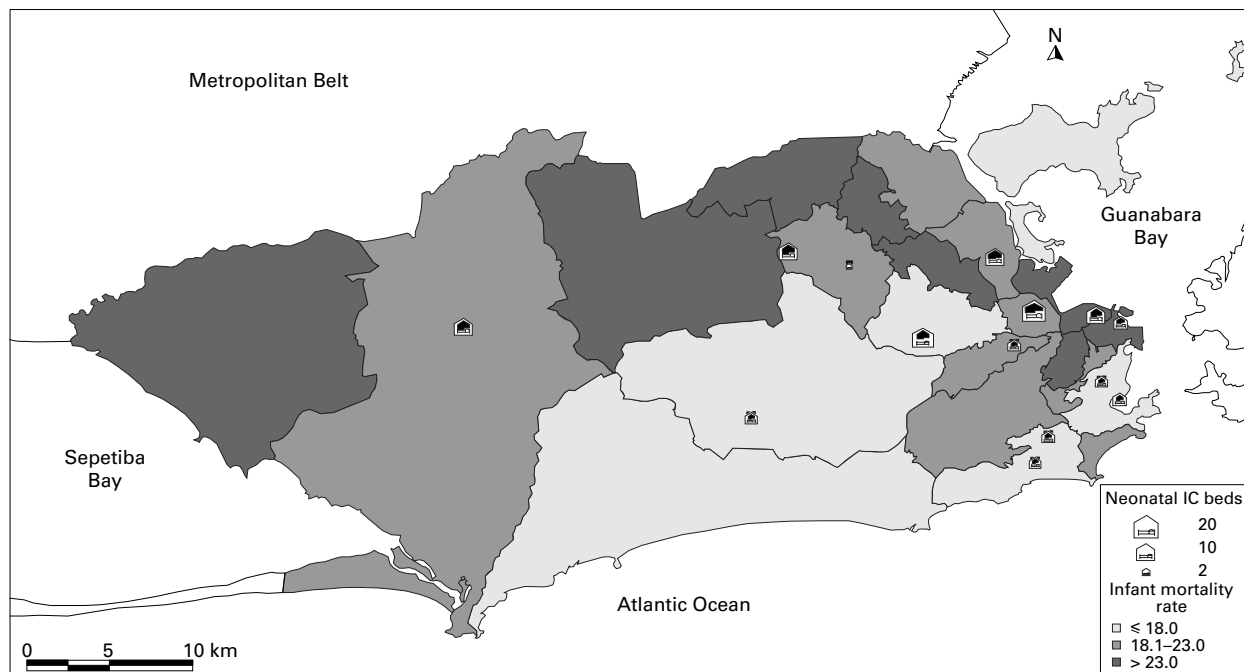 Metropolitan Belt
N
Guanabara
Bay
Sepetiba
Bay
Atlantic Ocean
0 5 10 km
Neonatal IC beds
20
10
2
Infant mortality
rate
⩽ 18.0
18.1–23.0
> 23.0